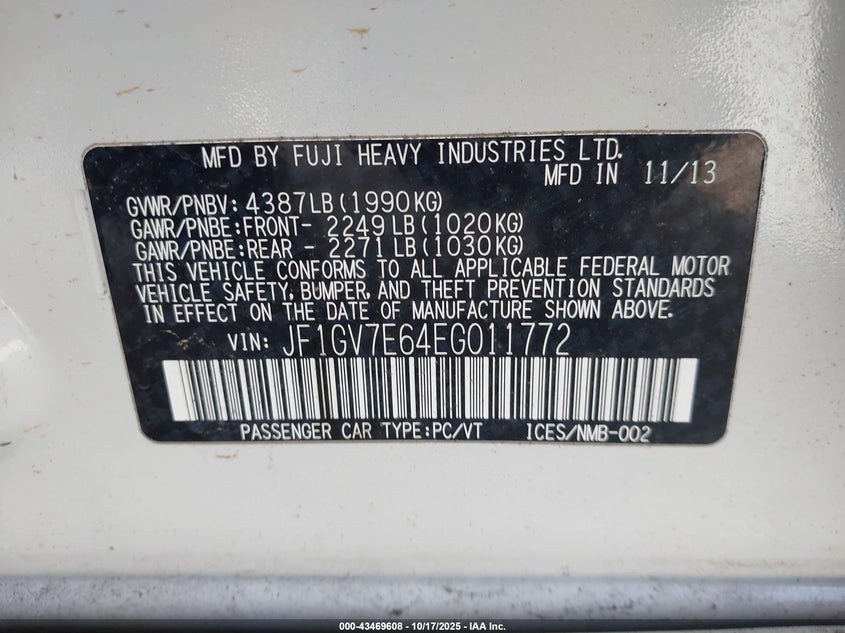 MFD BY FUJI HEAVY INDUSTRIES LTD.
MFD IN 11/13
GVWR/PNBV: 4387LB(1990KG)
GAWR/PNBE:FRONT- 2249LB(1020KG)
GAWR/PNBE:REAR - 2271LB(1030KG)
THIS VEHICLE CONFORMS TO ALL APPLICABLE FEDERAL MOTOR
VEHICLE SAFETY, BUMPER, AND THEFT PREVENTION STANDARDS
IN EFFECT ON THE DATE OF MANUFACTURE SHOWN ABOVE.
VIN: JF1GV7E64EG011772
PASSENGER CAR TYPE:PC/VT ICES/NMB-002
000-43469608 - 10/17/2025 - IAA Inc.